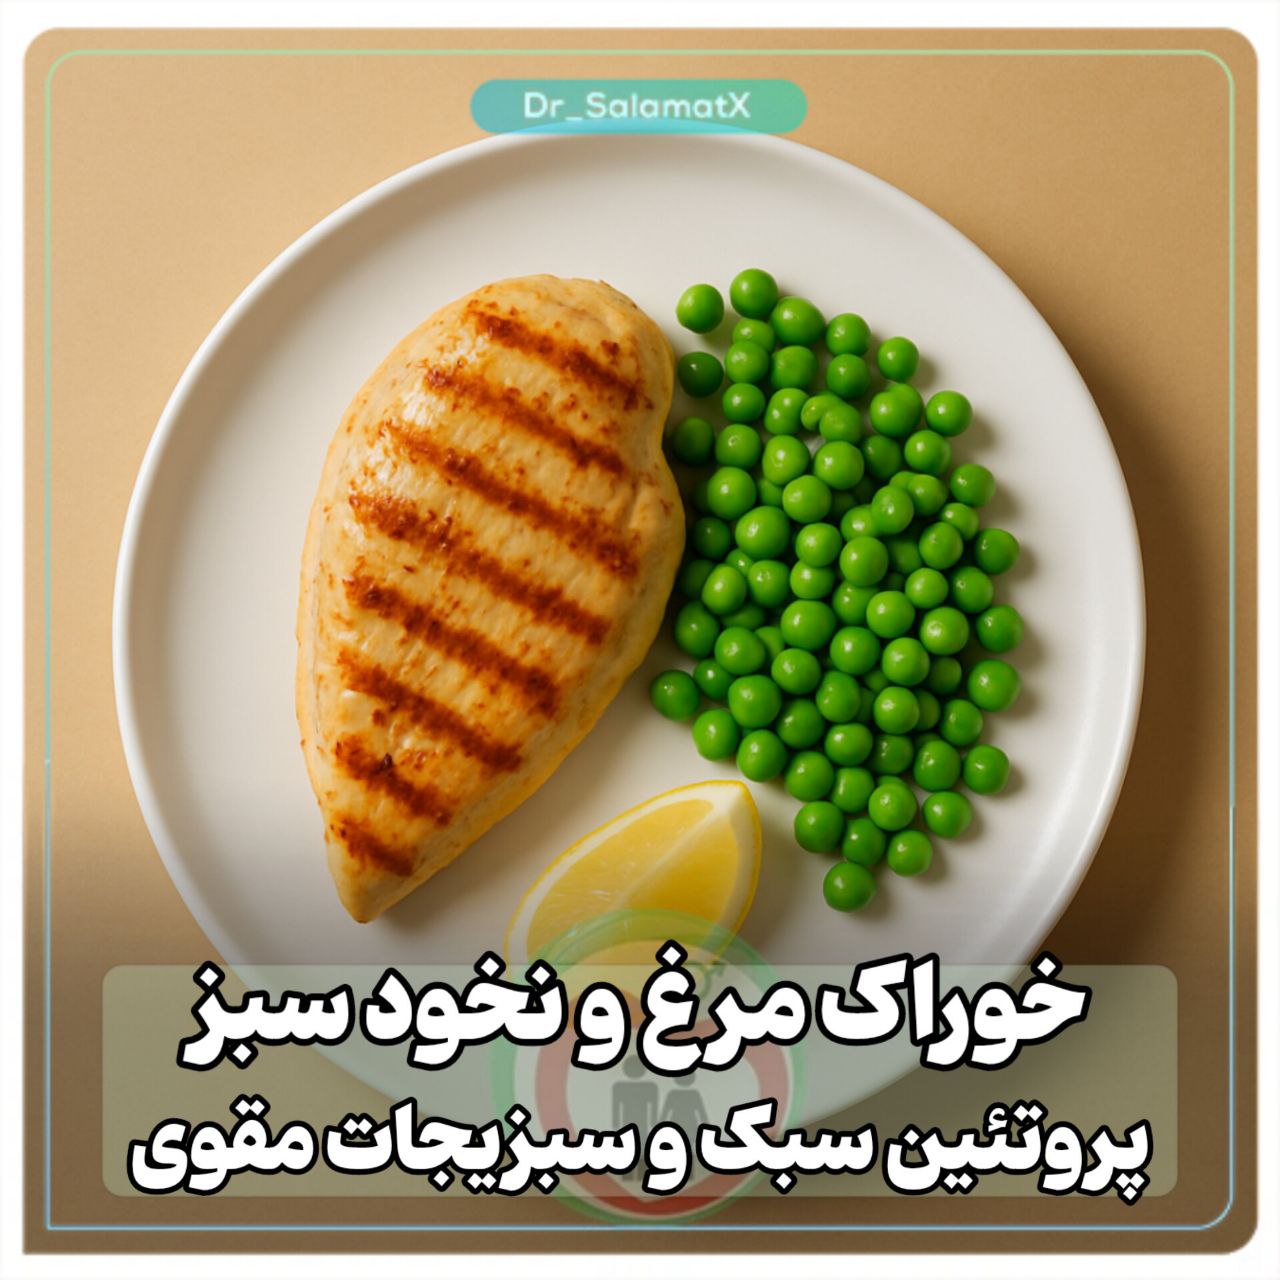 Dr_SalamatX
خوراک مرغ و نخود سبز
پروتئین سبک و سبزیجات مقوی